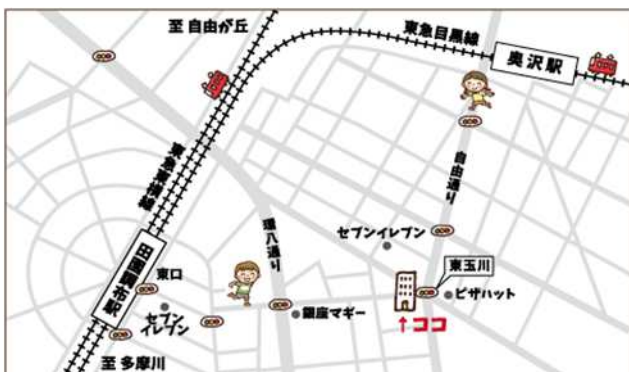 至 自由が丘
東急目黒線
奥沢駅
東急東横線
自由通り
環八通り
セブンイレブン
東玉川
田園調布駅
東口
セブン
イレブン
銀座マギー
ピザハット
↑ココ
至 多摩川